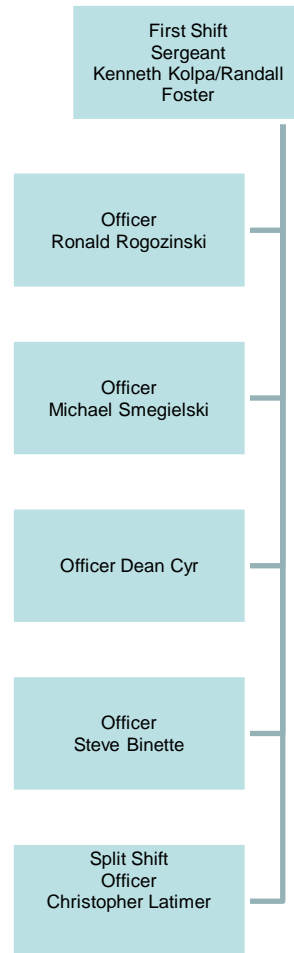 First Shift
Sergeant
Kenneth Kolpa/Randall
Foster
Officer
Ronald Rogozinski
Officer
Michael Smegielski
Officer Dean Cyr
Officer
Steve Binette
Split Shift
Officer
Christopher Latimer